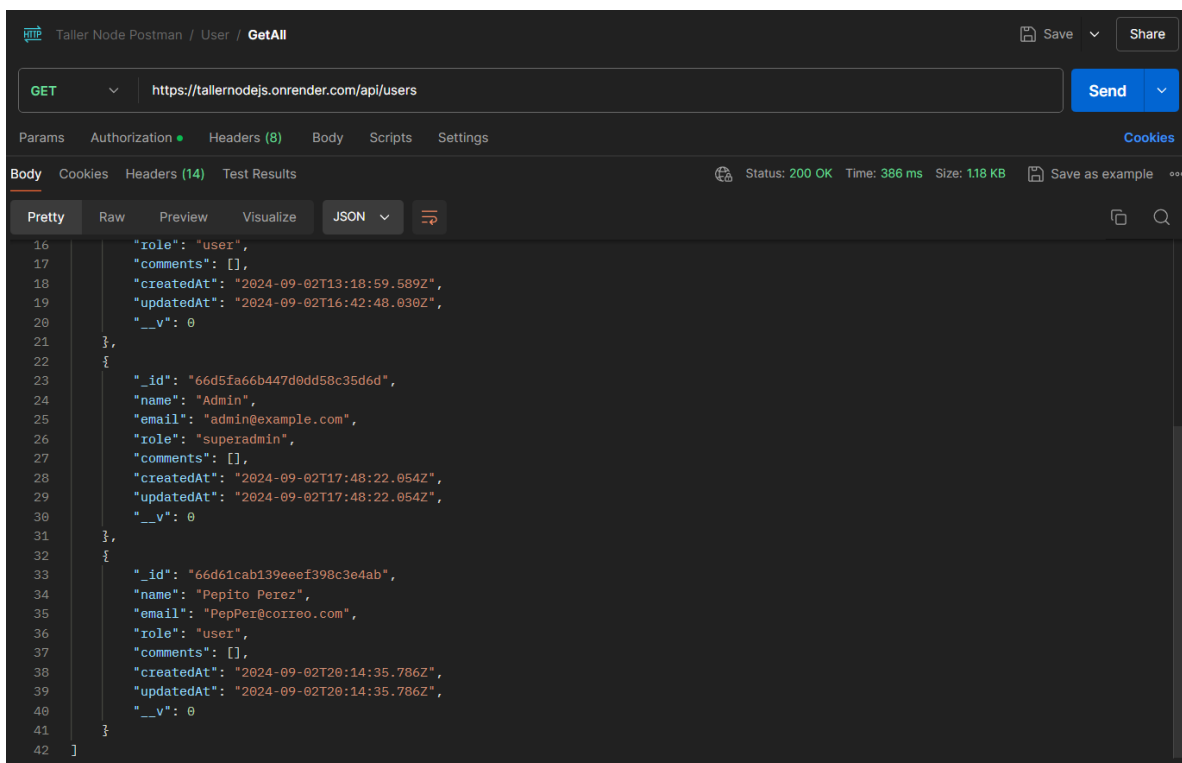 HTTP Taller Node Postman / User / GetAll Save Share
GET https://tallernodejs.onrender.com/api/users Send
Params Authorization Headers (8) Body Scripts Settings Cookies
Body Cookies Headers (14) Test Results Status: 200 OK Time: 386 ms Size: 1.18 KB Save as example
Pretty Raw Preview Visualize JSON
16 "role": "user",
17 "comments": [],
18 "createdAt": "2024-09-02T13:18:59.589Z",
19 "updatedAt": "2024-09-02T16:42:48.030Z",
20 "__v": 0
21 },
22 {
23 "_id": "66d5fa66b447d0dd58c35d6d",
24 "name": "Admin",
25 "email": "admin@example.com",
26 "role": "superadmin",
27 "comments": [],
28 "createdAt": "2024-09-02T17:48:22.054Z",
29 "updatedAt": "2024-09-02T17:48:22.054Z",
30 "__v": 0
31 },
32 {
33 "_id": "66d61cab139eeef398c3e4ab",
34 "name": "Pepito Perez",
35 "email": "PepPer@correo.com",
36 "role": "user",
37 "comments": [],
38 "createdAt": "2024-09-02T20:14:35.786Z",
39 "updatedAt": "2024-09-02T20:14:35.786Z",
40 "__v": 0
41 }
42 ]